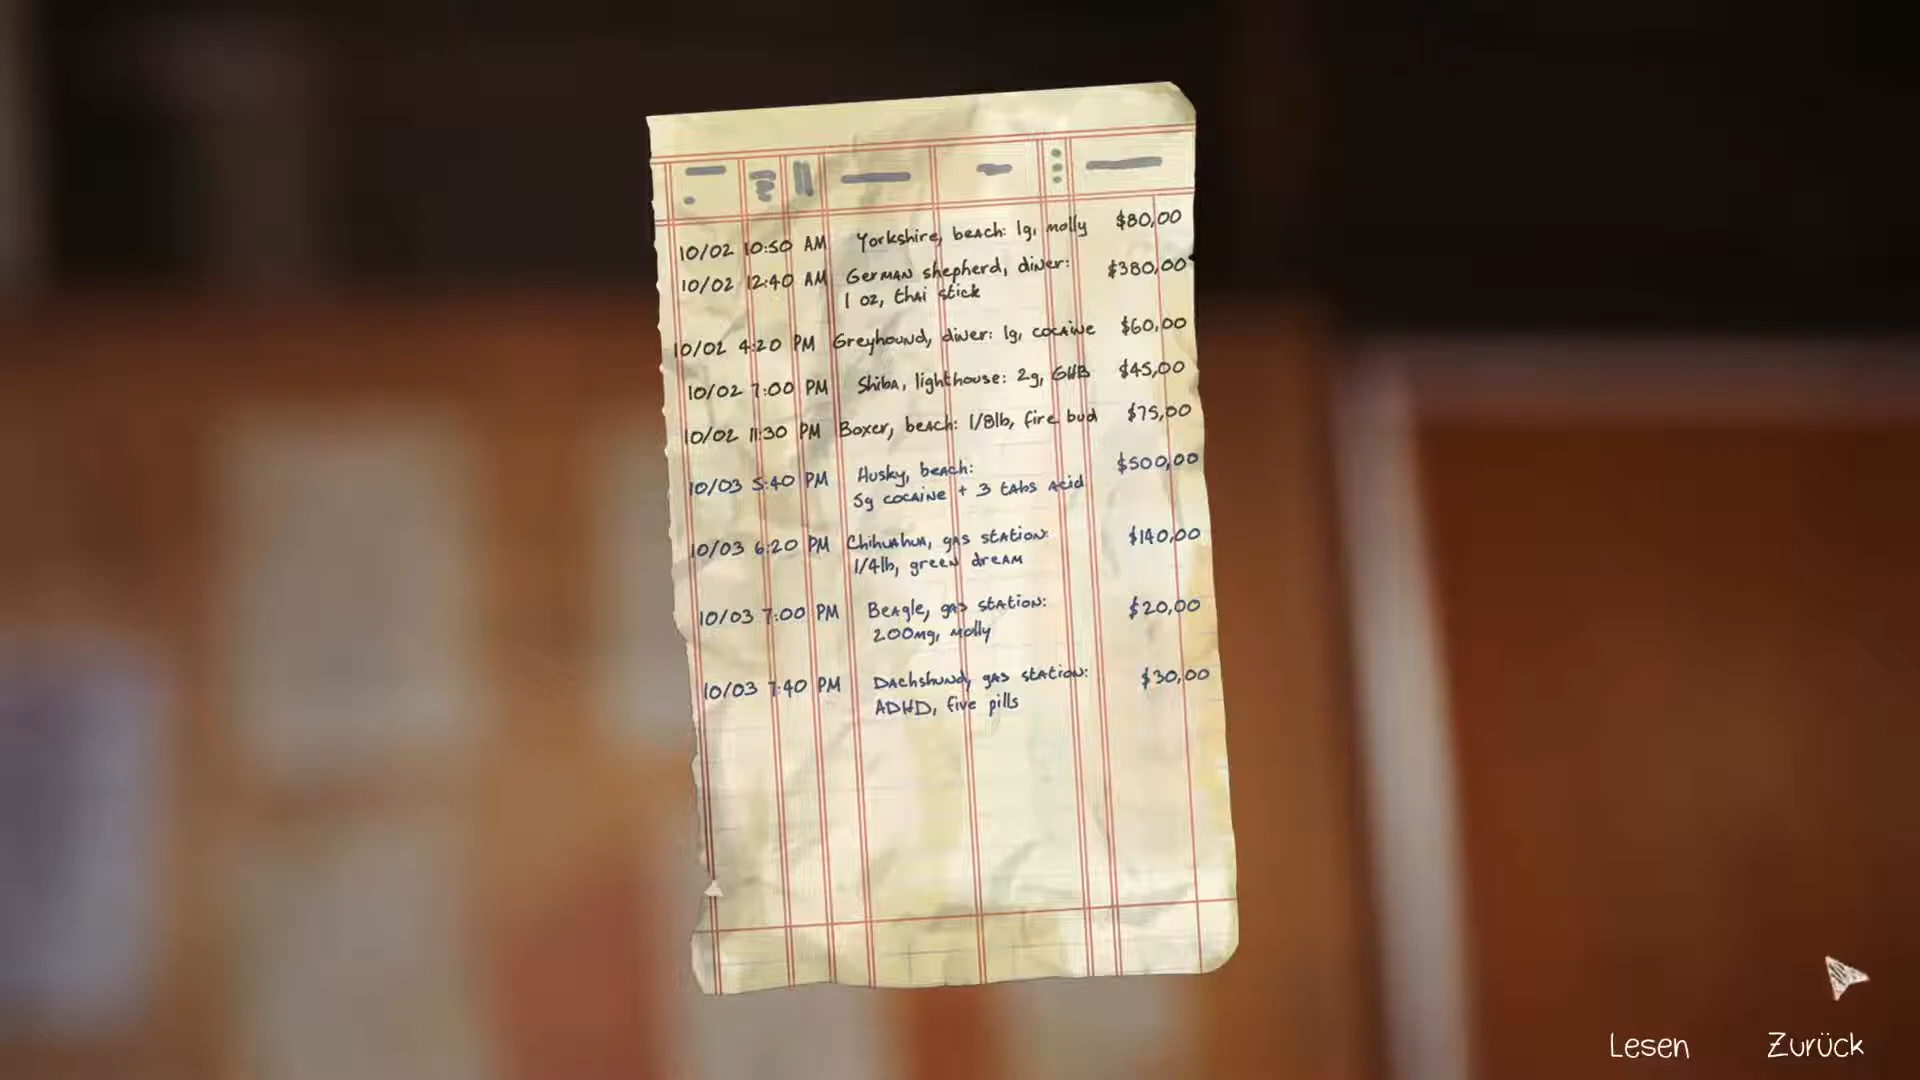 10/02 10:50 AM Yorkshire, beach: 1g, molly $80,00
10/02 12:40 AM German shepherd, diner: $380,00
1 oz, thai stick
10/02 4:20 PM Greyhound, diner: 1g, cocaine $60,00
10/02 7:00 PM Shiba, lighthouse: 2g, GHB $45,00
10/02 11:30 PM Boxer, beach: 1/8lb, fire bud $75,00
10/03 5:40 PM Husky, beach: $500,00
5g cocaine + 3 tabs acid
10/03 6:20 PM Chihuahua, gas station: $140,00
1/4lb, green dream
10/03 7:00 PM Beagle, gas station: $20,00
200mg, molly
10/03 7:40 PM Dachshund, gas station: $30,00
ADHD, five pills
Lesen Zurück